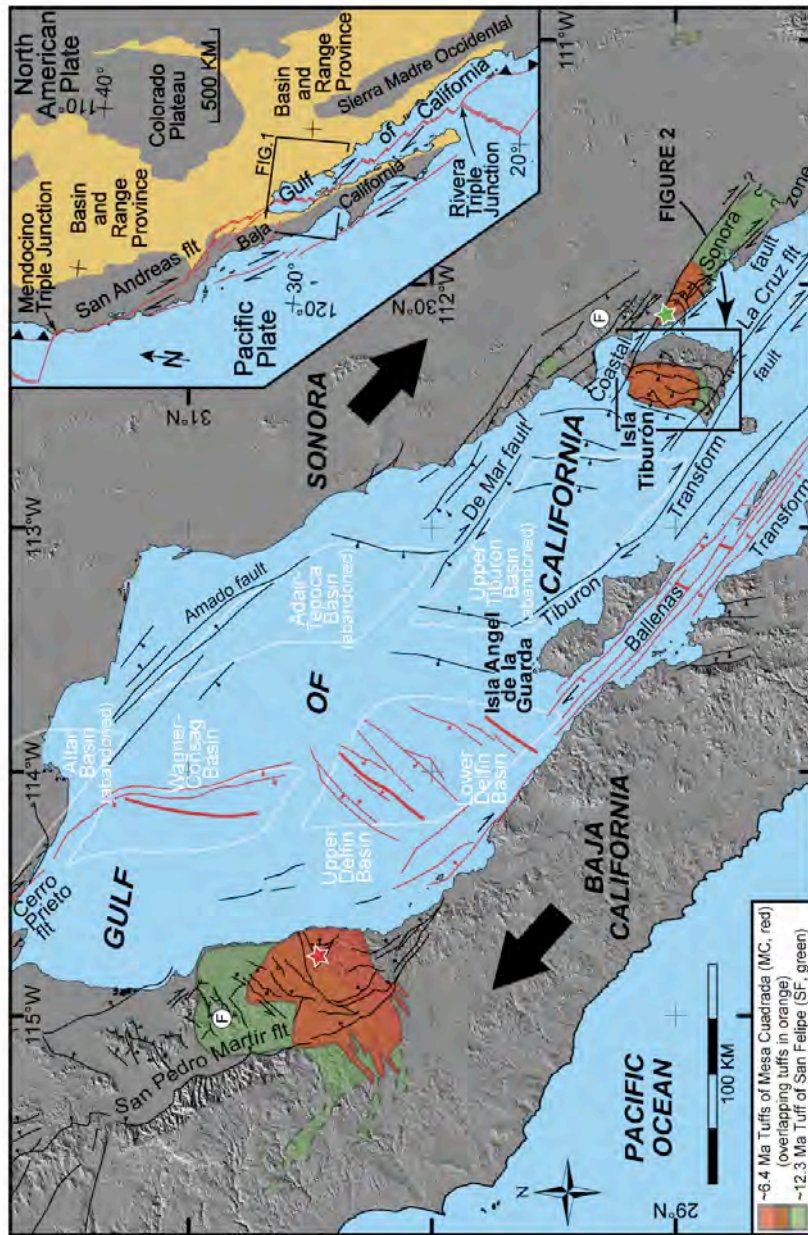 115°W
114°W
113°W
112°W
111°W
31°N
30°N
29°N
Mendocino
Triple Junction
Basin
and
Range
Province
San Andreas flt
Pacific
Plate
N
120°
30°
North
American
Plate
110°
40°
Colorado
Plateau
500 KM
Basin
and
Range
Province
Sierra Madre Occidental
FIG.1
Gulf
of
California
Baja
California
Rivera
Triple
Junction
20°
Cerro
Prieto
flt
Altar
Basin
(abandoned)
Wagner-
Consag
Basin
Amado fault
Adair-
Tepoca
Basin
(abandoned)
SONORA
GULF
OF
CALIFORNIA
San Pedro Martir flt
F
Upper
Delfin
Basin
Lower
Delfin
Basin
De Mar fault
Upper
Tiburon
Basin
(abandoned)
Isla Angel
de la
Guarda
Tiburon
Transform
fault
Ballenas
Transform
Isla
Tiburón
F
Coastal
Sonora
fault
zone
La Cruz flt
FIGURE 2
?
?
BAJA
CALIFORNIA
PACIFIC
OCEAN
N
100 KM
~6.4 Ma Tuffs of Mesa Cuadrada (MC, red)
(overlapping tuffs in orange)
~12.3 Ma Tuff of San Felipe (SF, green)